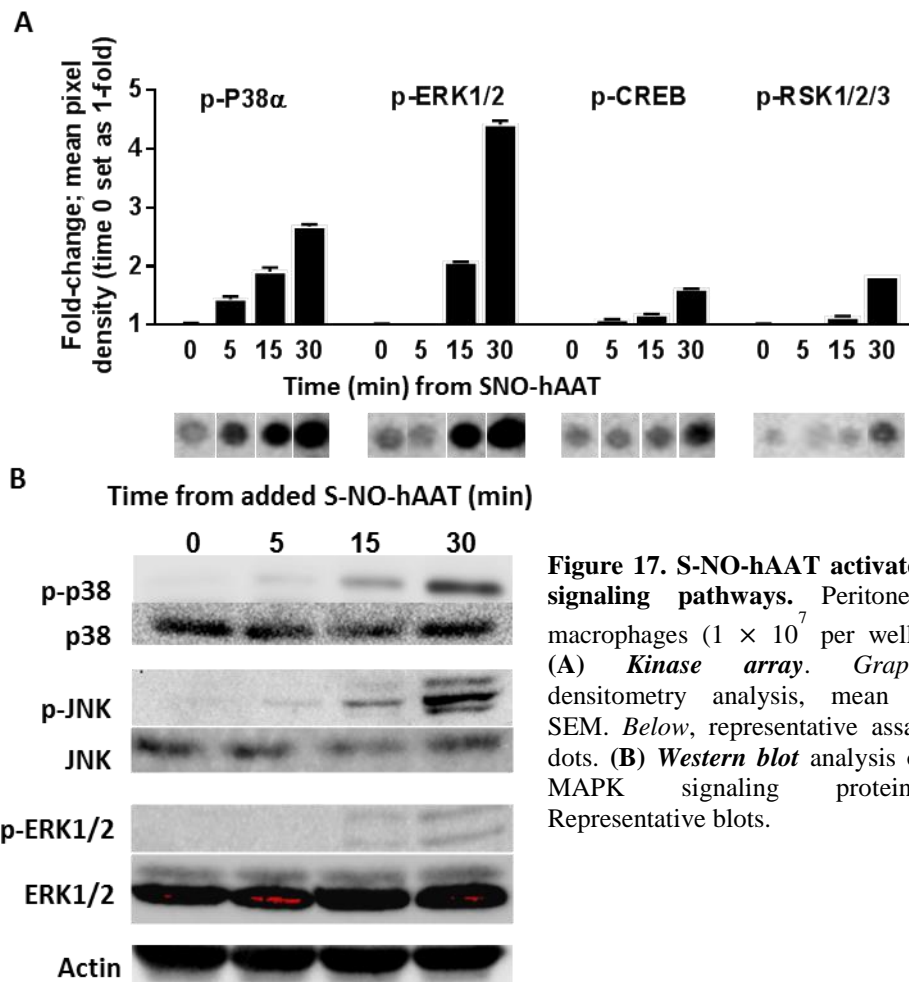 A
Fold-change; mean pixel
density (time 0 set as 1-fold)
5
4
3
2
1
p-P38α p-ERK1/2 p-CREB p-RSK1/2/3
0 5 15 30 0 5 15 30 0 5 15 30 0 5 15 30
Time (min) from SNO-hAAT
B
Time from added S-NO-hAAT (min)
0 5 15 30
p-p38
p38
p-JNK
JNK
p-ERK1/2
ERK1/2
Actin
Figure 17. S-NO-hAAT activate
signaling pathways. Peritone
macrophages (1 × 10⁷ per well
(A) Kinase array. Grap
densitometry analysis, mean
SEM. Below, representative assa
dots. (B) Western blot analysis
MAPK signaling protein
Representative blots.